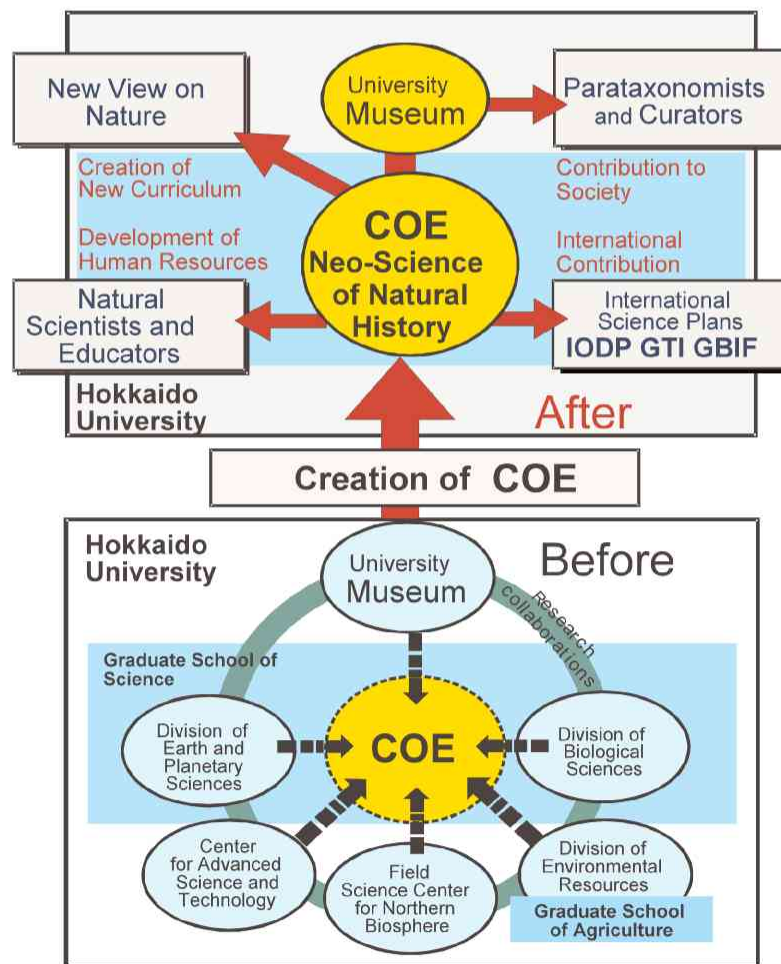 New View on
Nature
University
Museum
Parataxonomists
and Curators
Creation of
New Curriculum
Contribution to
Society
Development of
Human Resources
COE
Neo-Science
of Natural
History
International
Contribution
Natural
Scientists and
Educators
International
Science Plans
IODP GTI GBIF
Hokkaido
University
After
Creation of COE
Hokkaido
University
Before
University
Museum
Research
collaborations
Graduate School of
Science
Division of
Earth and
Planetary
Sciences
COE
Division of
Biological
Sciences
Center
for Advanced
Science and
Technology
Field
Science Center
for Northern
Biosphere
Division of
Environmental
Resources
Graduate School
of Agriculture